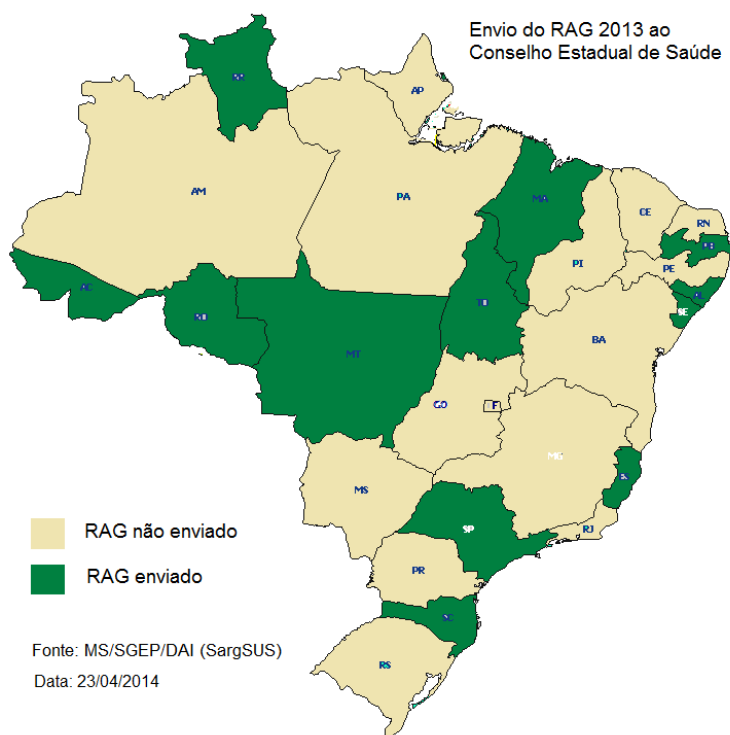 Envio do RAG 2013 ao
Conselho Estadual de Saúde
RR
AP
AM
PA
MA
CE
RN
PB
PI
PE
AC
TO
AL
SE
RO
MT
BA
GO
F
MG
MS
ES
SP
RJ
RAG não enviado
PR
RAG enviado
SC
Fonte: MS/SGEP/DAI (SargSUS)
RS
Data: 23/04/2014